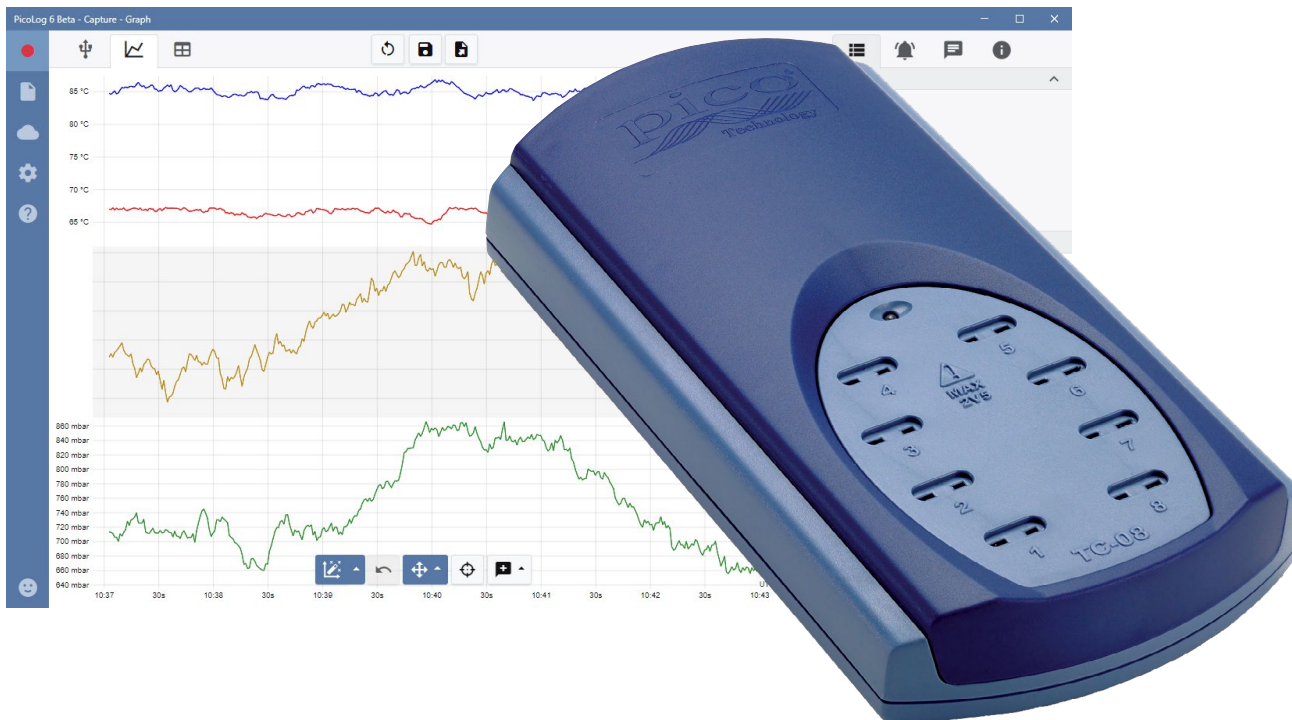 PicoLog 6 Beta - Capture - Graph
85 °C
80 °C
75 °C
70 °C
65 °C
860 mbar
840 mbar
820 mbar
800 mbar
780 mbar
760 mbar
740 mbar
720 mbar
700 mbar
680 mbar
660 mbar
640 mbar
10:37
30s
10:38
30s
10:39
30s
10:40
30s
10:41
30s
10:42
30s
10:43
pico
Technology
5
4
MAX
2V5
6
3
7
2
8
1
TC-08